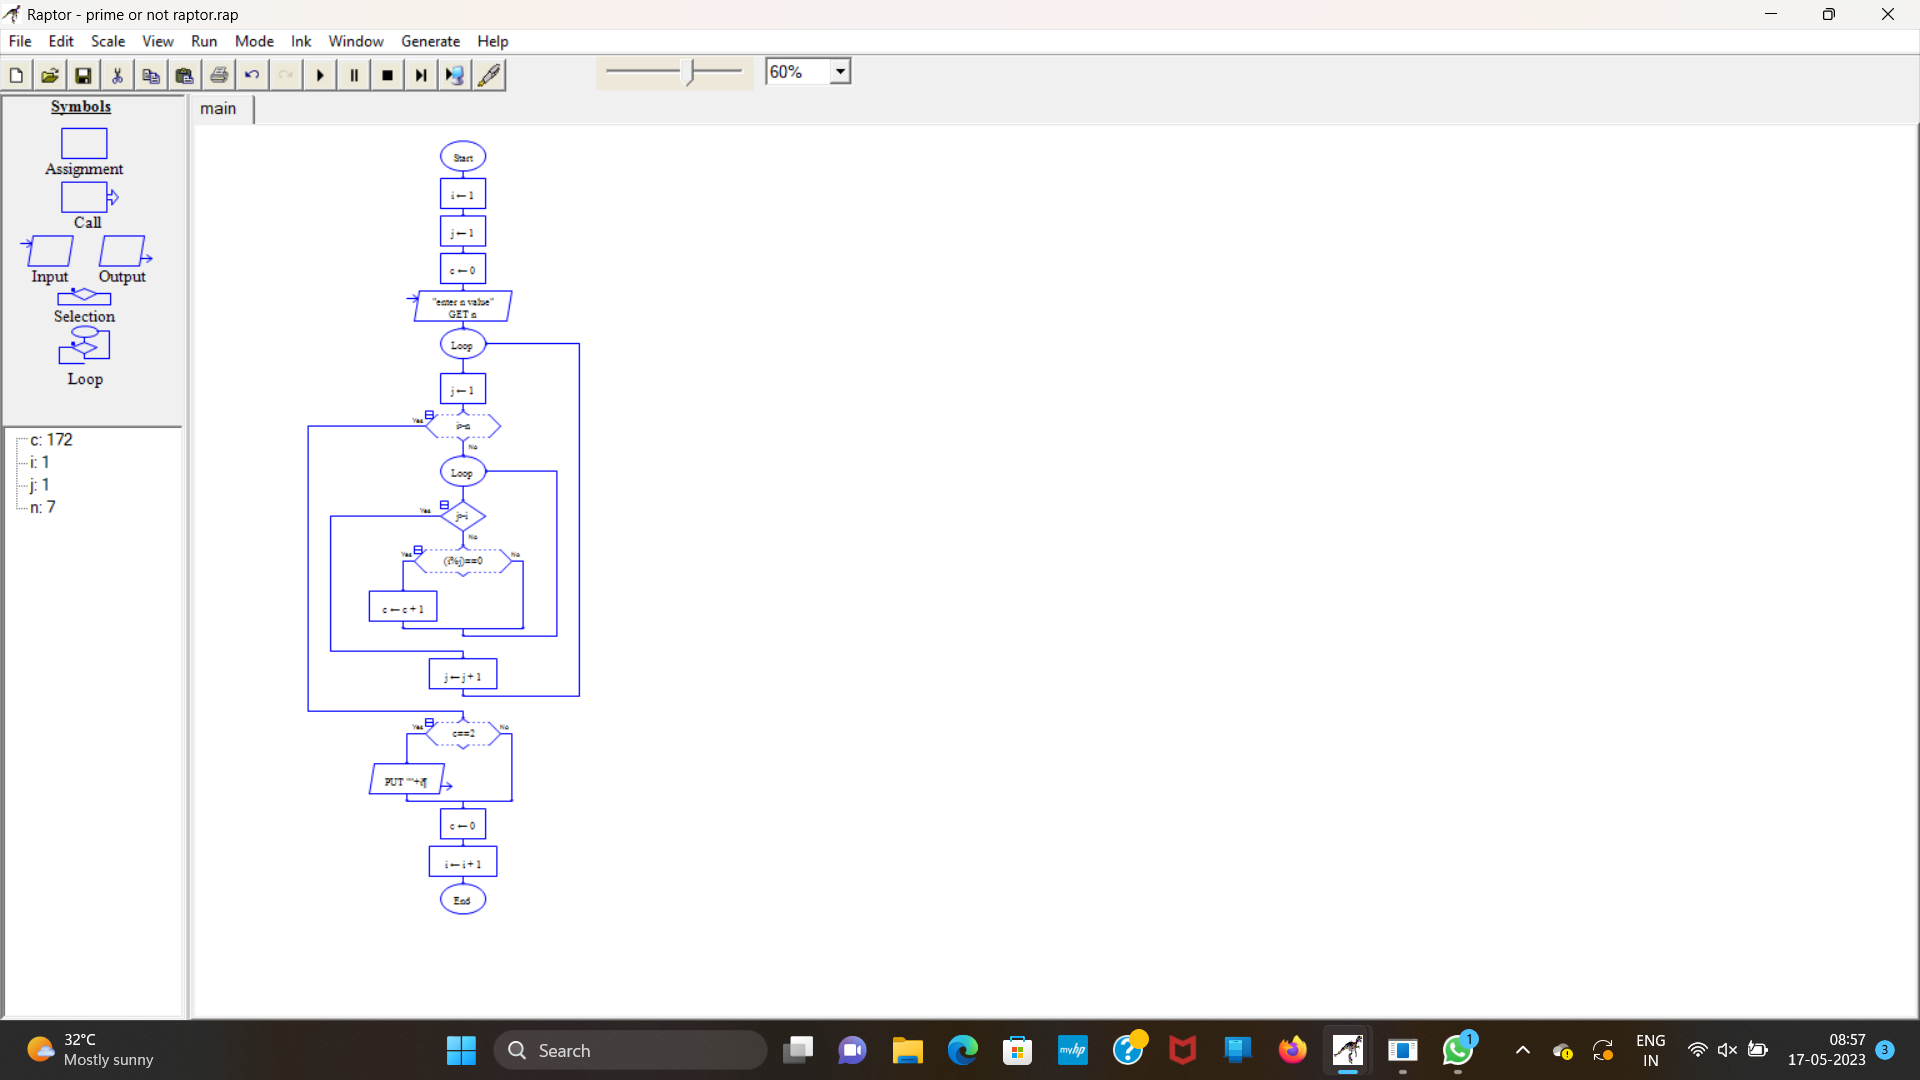 Raptor - prime or not raptor.rap
File Edit Scale View Run Mode Ink Window Generate Help
60%
Symbols
Assignment
Call
Input Output
Selection
Loop
c: 172
i: 1
j: 1
n: 7
main
Start
i ← 1
j ← 1
c ← 0
"enter n value"
GET n
Loop
j ← 1
Yes
No
Loop
Yes
No
Yes (i%j)==0 No
c ← c + 1
j ← j + 1
Yes c==2 No
c ← 0
i ← i + 1
End
32°C
Mostly sunny
Search
myhp
1
ENG
IN
08:57
17-05-2023
3